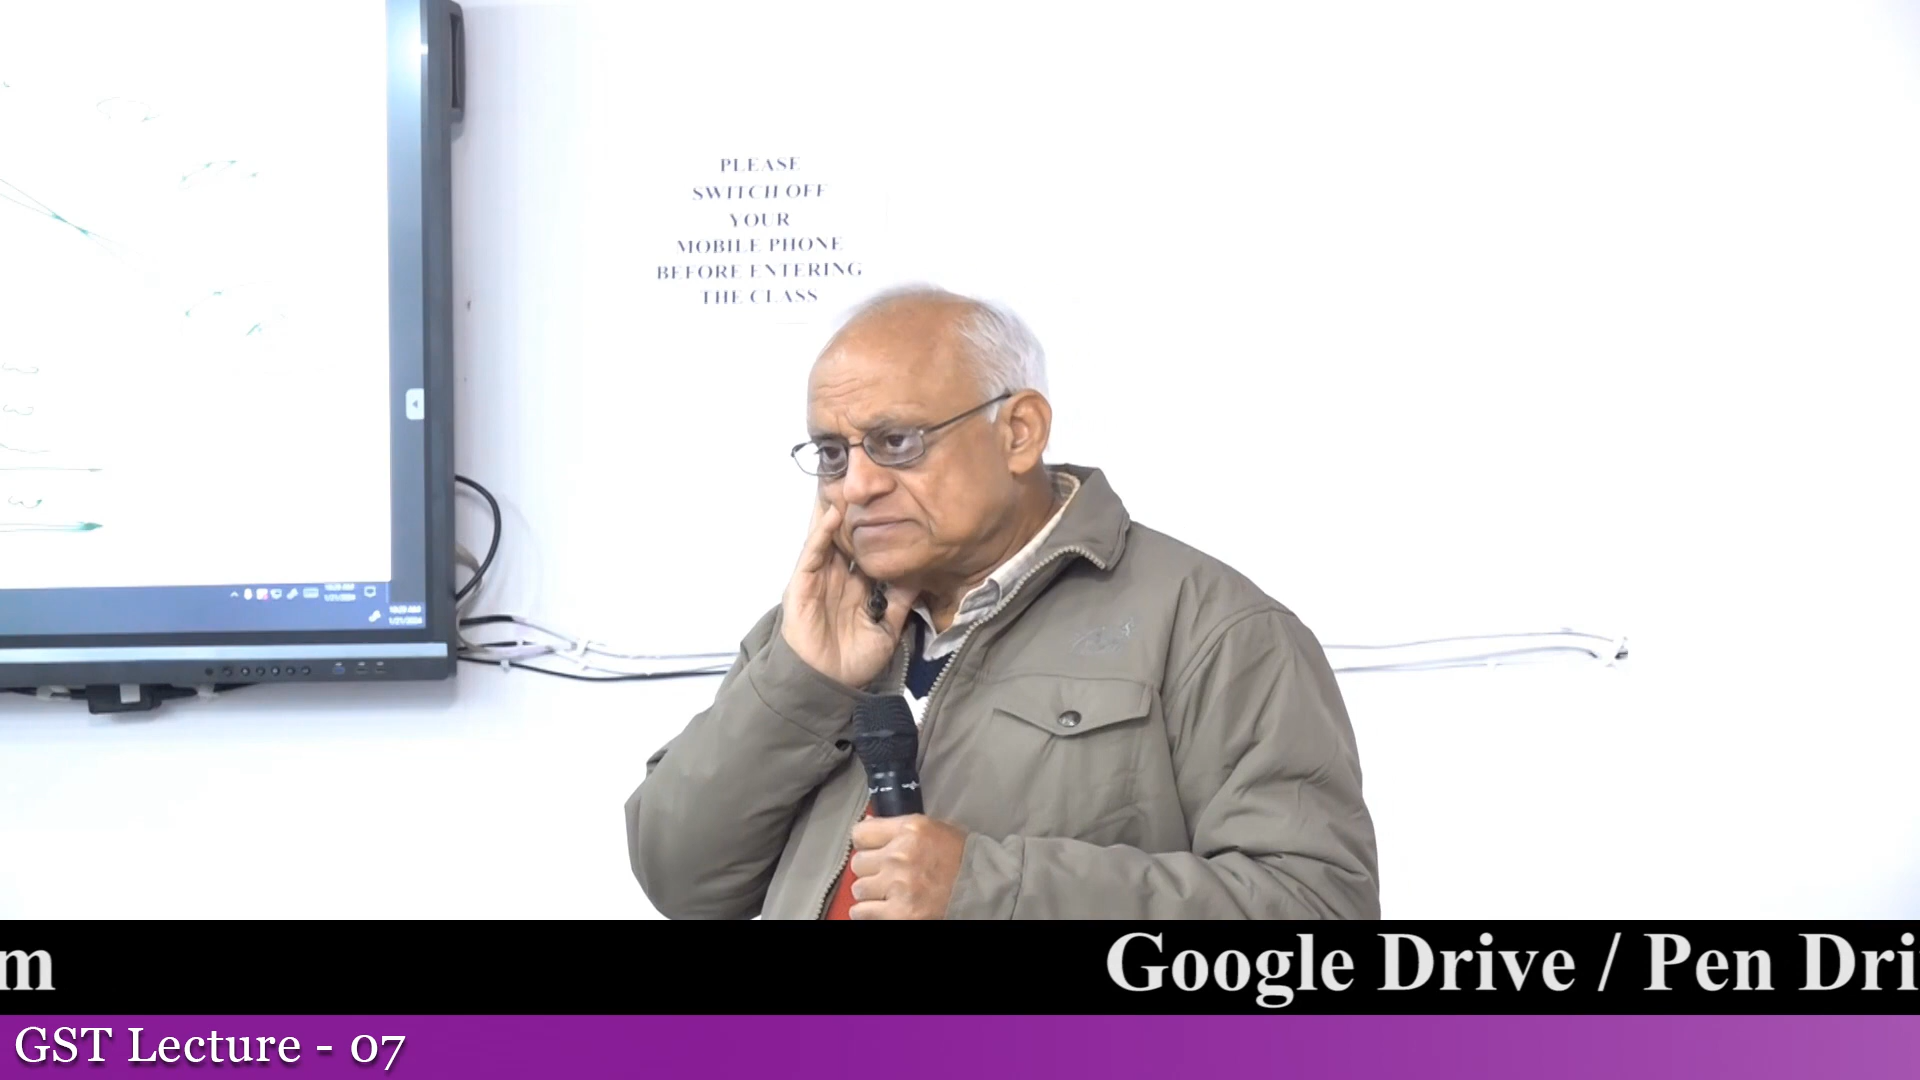 PLEASE
SWITCH OFF
YOUR
MOBILE PHONE
BEFORE ENTERING
THE CLASS
m
Google Drive / Pen Dri
GST Lecture - 07